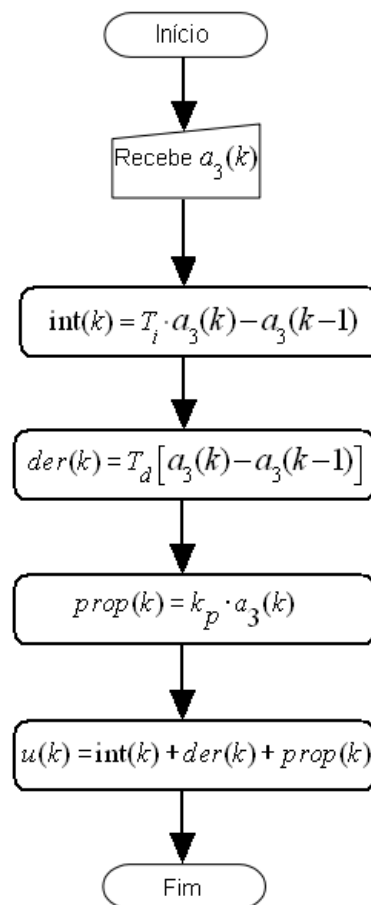 Início
Recebe a₃(k)
int(k) = Tᵢ · a₃(k) − a₃(k−1)
der(k) = T_d [a₃(k) − a₃(k−1)]
prop(k) = kₚ · a₃(k)
u(k) = int(k) + der(k) + prop(k)
Fim